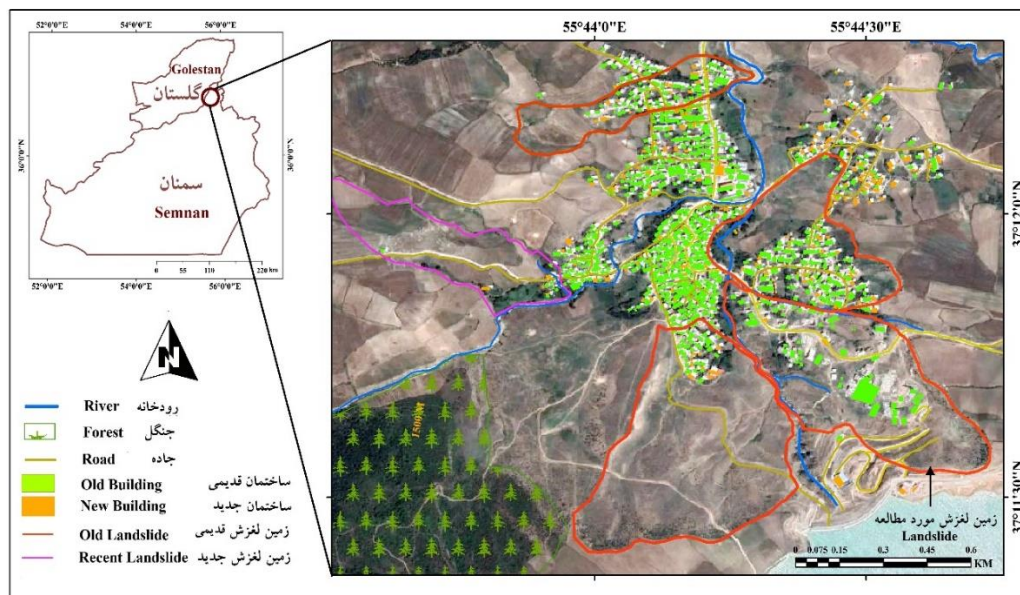 52°0'0"E 54°0'0"E 56°0'0"E
Golestan
گلستان
36°0'0"N
36°0'0"N
سمنان
Semnan
0 55 110 220 km
52°0'0"E 54°0'0"E 56°0'0"E
N
River رودخانه
Forest جنگل
Road جاده
Old Building ساختمان قدیمی
New Building ساختمان جدید
Old Landslide زمین لغزش قدیمی
Recent Landslide زمین لغزش جدید
55°44'0"E 55°44'30"E
37°12'0"N
37°11'30"N
زمین لغزش مورد مطالعه
Landslide
0 0.075 0.15 0.3 0.45 0.6
KM